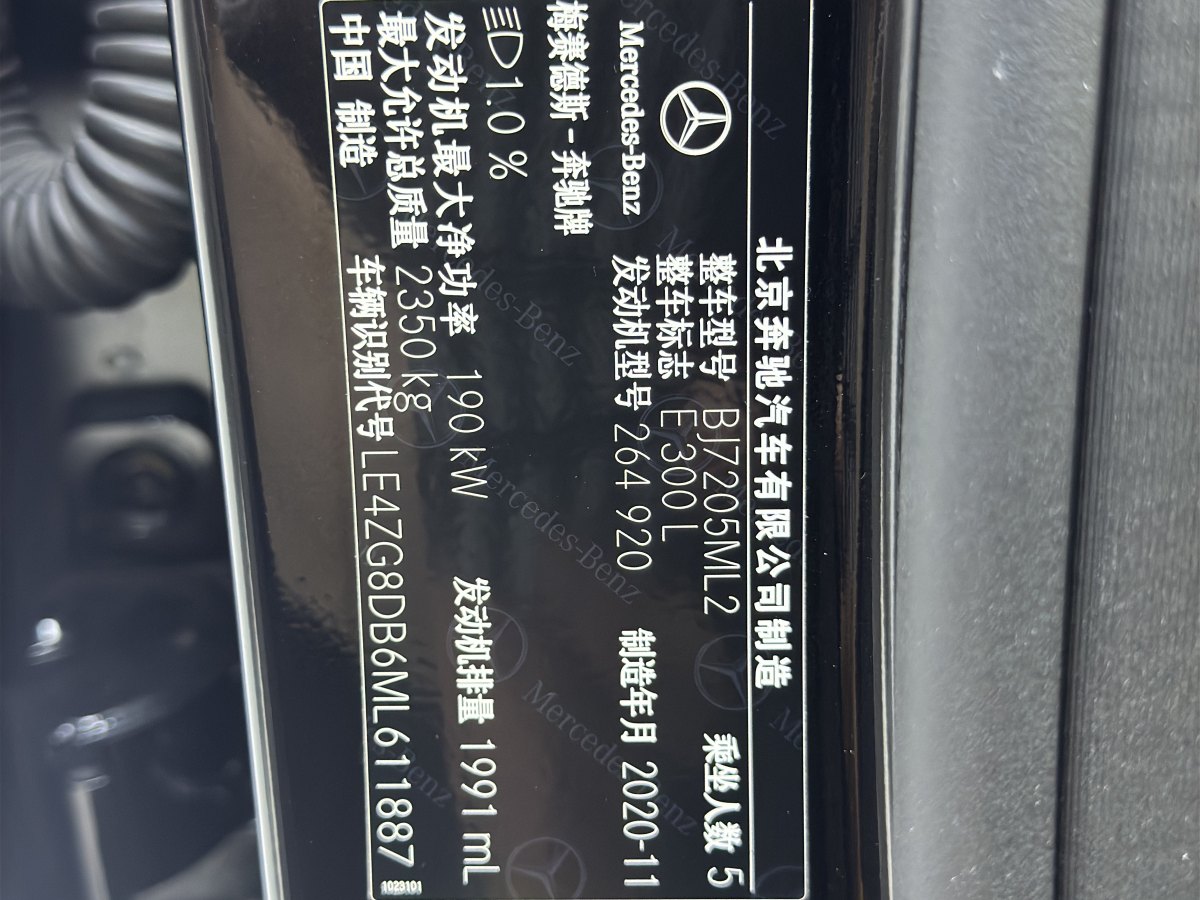 北京奔驰汽车有限公司制造
Mercedes-Benz
梅赛德斯-奔驰牌
整车型号 BJ7205ML2 乘坐人数 5
整车标志 E 300 L
发动机型号 264 920 制造年月 2020-11
1.0 %
发动机最大净功率 190 kW 发动机排量 1991 mL
最大允许总质量 2350 kg
中国 制造 车辆识别代号 LE4ZG8DB6ML611887
1023101